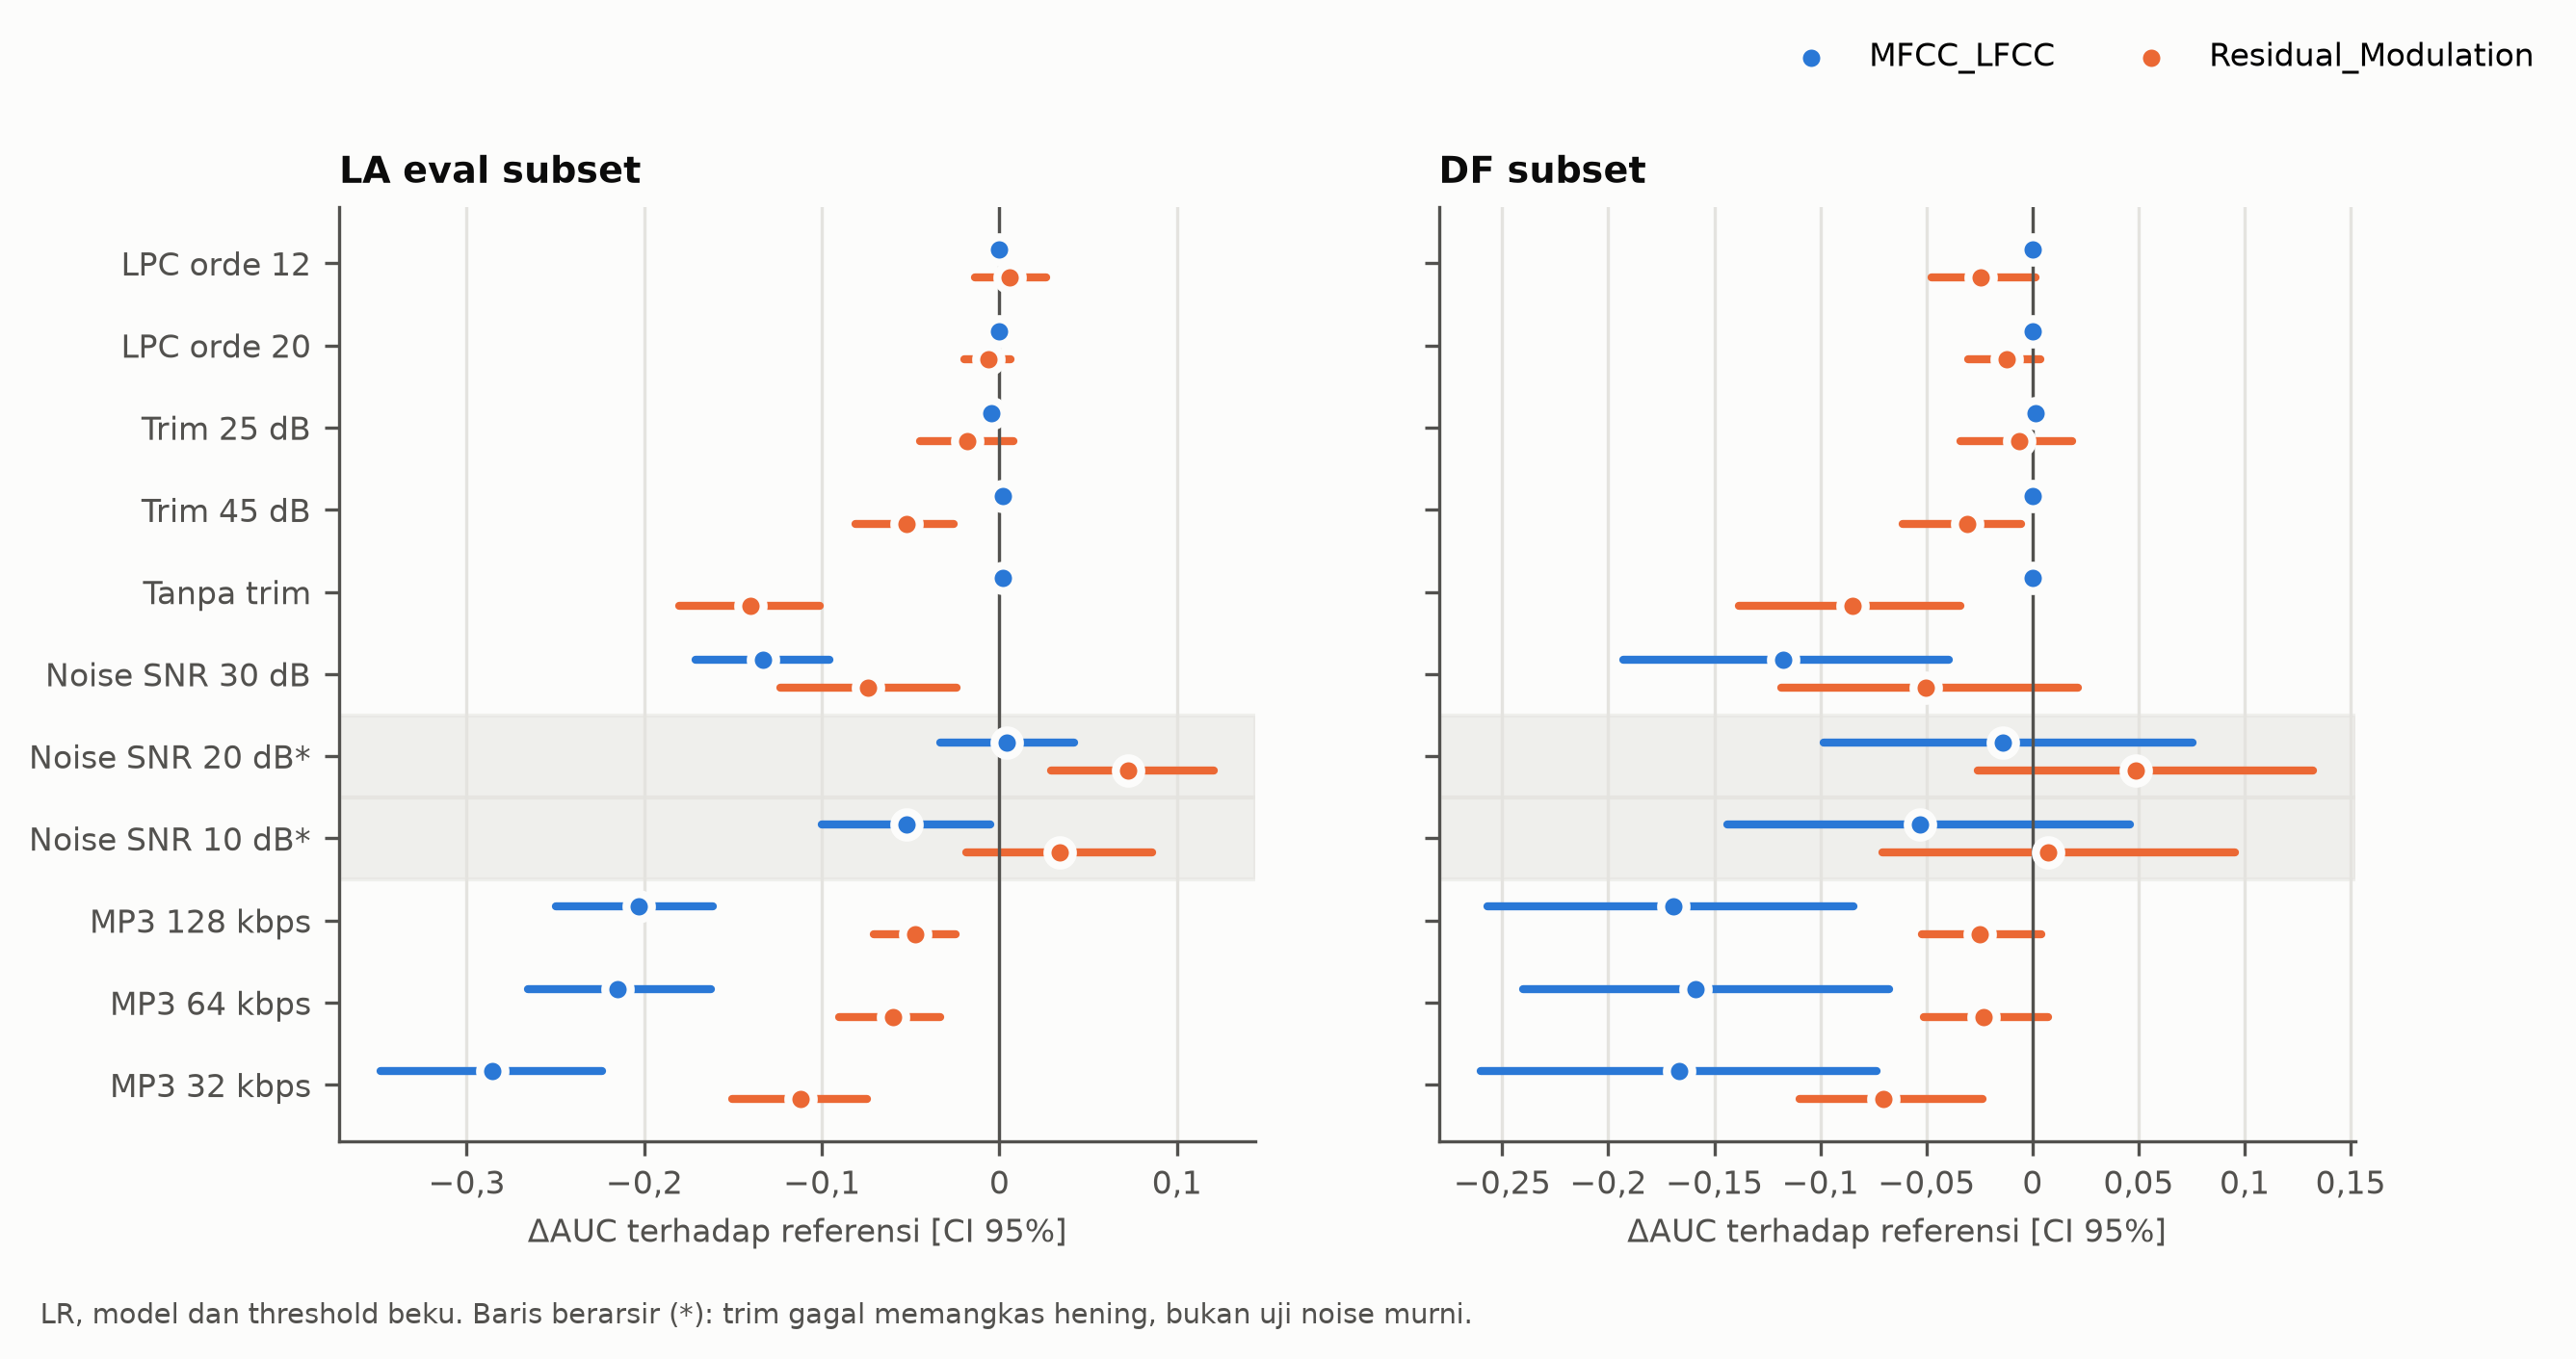 MFCC_LFCC Residual_Modulation
LA eval subset
DF subset
LPC orde 12
LPC orde 20
Trim 25 dB
Trim 45 dB
Tanpa trim
Noise SNR 30 dB
Noise SNR 20 dB*
Noise SNR 10 dB*
MP3 128 kbps
MP3 64 kbps
MP3 32 kbps
−0,3 −0,2 −0,1 0 0,1
ΔAUC terhadap referensi [CI 95%]
−0,25 −0,2 −0,15 −0,1 −0,05 0 0,05 0,1 0,15
ΔAUC terhadap referensi [CI 95%]
LR, model dan threshold beku. Baris berarsir (*): trim gagal memangkas hening, bukan uji noise murni.